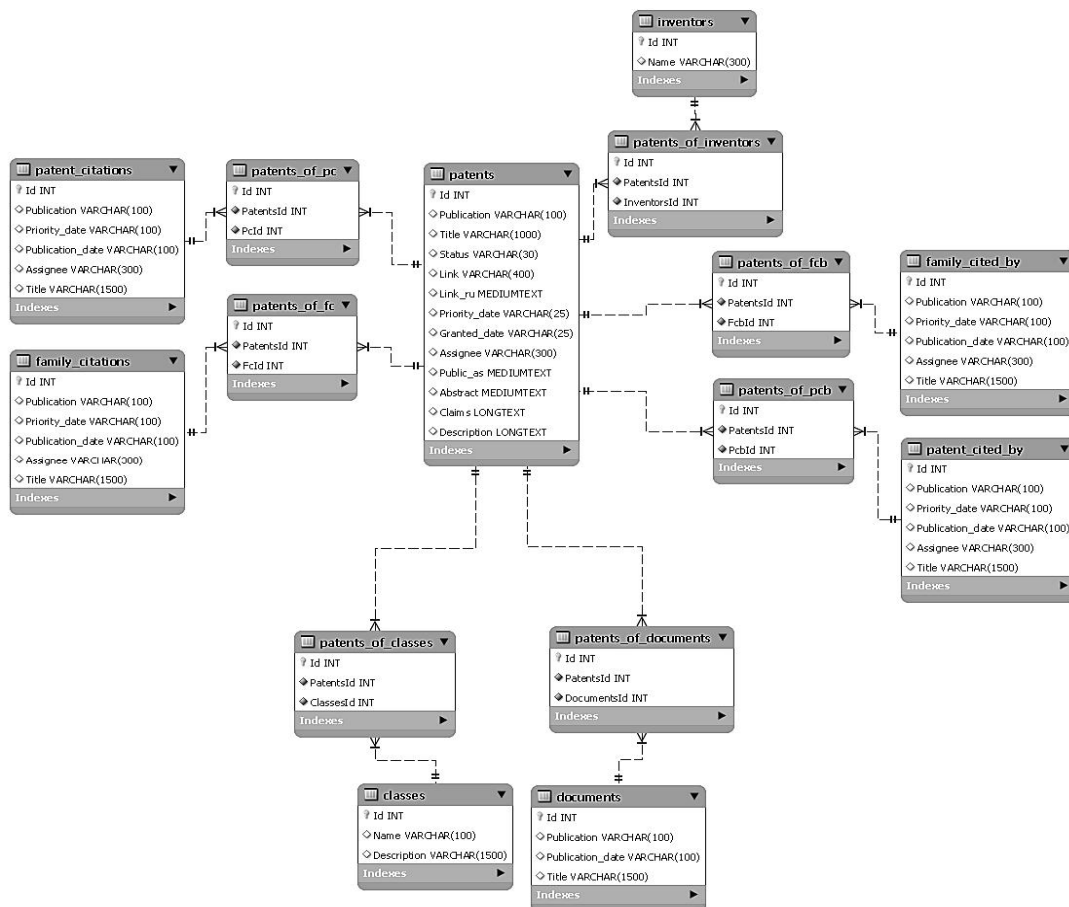 inventors
Id INT
Name VARCHAR(300)
Indexes
patents_of_inventors
Id INT
PatentsId INT
InventorsId INT
Indexes
patent_citations
Id INT
Publication VARCHAR(100)
Priority_date VARCHAR(100)
Publication_date VARCHAR(100)
Assignee VARCHAR(300)
Title VARCHAR(1500)
Indexes
patents_of_pc
Id INT
PatentsId INT
PcId INT
Indexes
patents
Id INT
Publication VARCHAR(100)
Title VARCHAR(1000)
Status VARCHAR(30)
Link VARCHAR(400)
Link_ru MEDIUMTEXT
Priority_date VARCHAR(25)
Granted_date VARCHAR(25)
Assignee VARCHAR(300)
Public_as MEDIUMTEXT
Abstract MEDIUMTEXT
Claims LONGTEXT
Description LONGTEXT
Indexes
patents_of_fc
Id INT
PatentsId INT
FcId INT
Indexes
family_citations
Id INT
Publication VARCHAR(100)
Priority_date VARCHAR(100)
Publication_date VARCHAR(100)
Assignee VARCHAR(300)
Title VARCHAR(1500)
Indexes
patents_of_fcb
Id INT
PatentsId INT
FcbId INT
Indexes
family_cited_by
Id INT
Publication VARCHAR(100)
Priority_date VARCHAR(100)
Publication_date VARCHAR(100)
Assignee VARCHAR(300)
Title VARCHAR(1500)
Indexes
patents_of_pcb
Id INT
PatentsId INT
PcbId INT
Indexes
patent_cited_by
Id INT
Publication VARCHAR(100)
Priority_date VARCHAR(100)
Publication_date VARCHAR(100)
Assignee VARCHAR(300)
Title VARCHAR(1500)
Indexes
patents_of_classes
Id INT
PatentsId INT
ClassesId INT
Indexes
patents_of_documents
Id INT
PatentsId INT
DocumentsId INT
Indexes
classes
Id INT
Name VARCHAR(100)
Description VARCHAR(1500)
Indexes
documents
Id INT
Publication VARCHAR(100)
Publication_date VARCHAR(100)
Title VARCHAR(1500)
Indexes